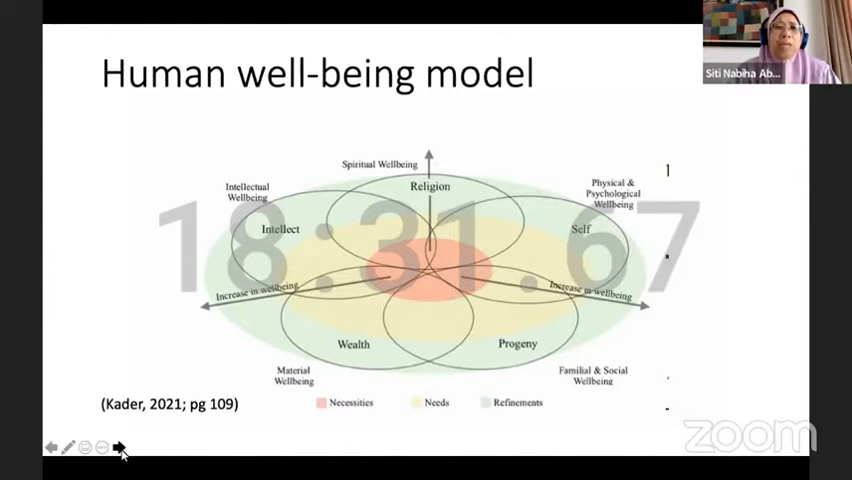 Human well-being model
Siti Nabiha Ab...
Spiritual Wellbeing
Religion
Intellectual
Wellbeing
Physical &
Psychological
Wellbeing
Intellect
Self
18:31.67
Increase in wellbeing
Increase in wellbeing
Wealth
Progeny
Material
Wellbeing
Familial & Social
Wellbeing
(Kader, 2021; pg 109)
Necessities
Needs
Refinements
zoom